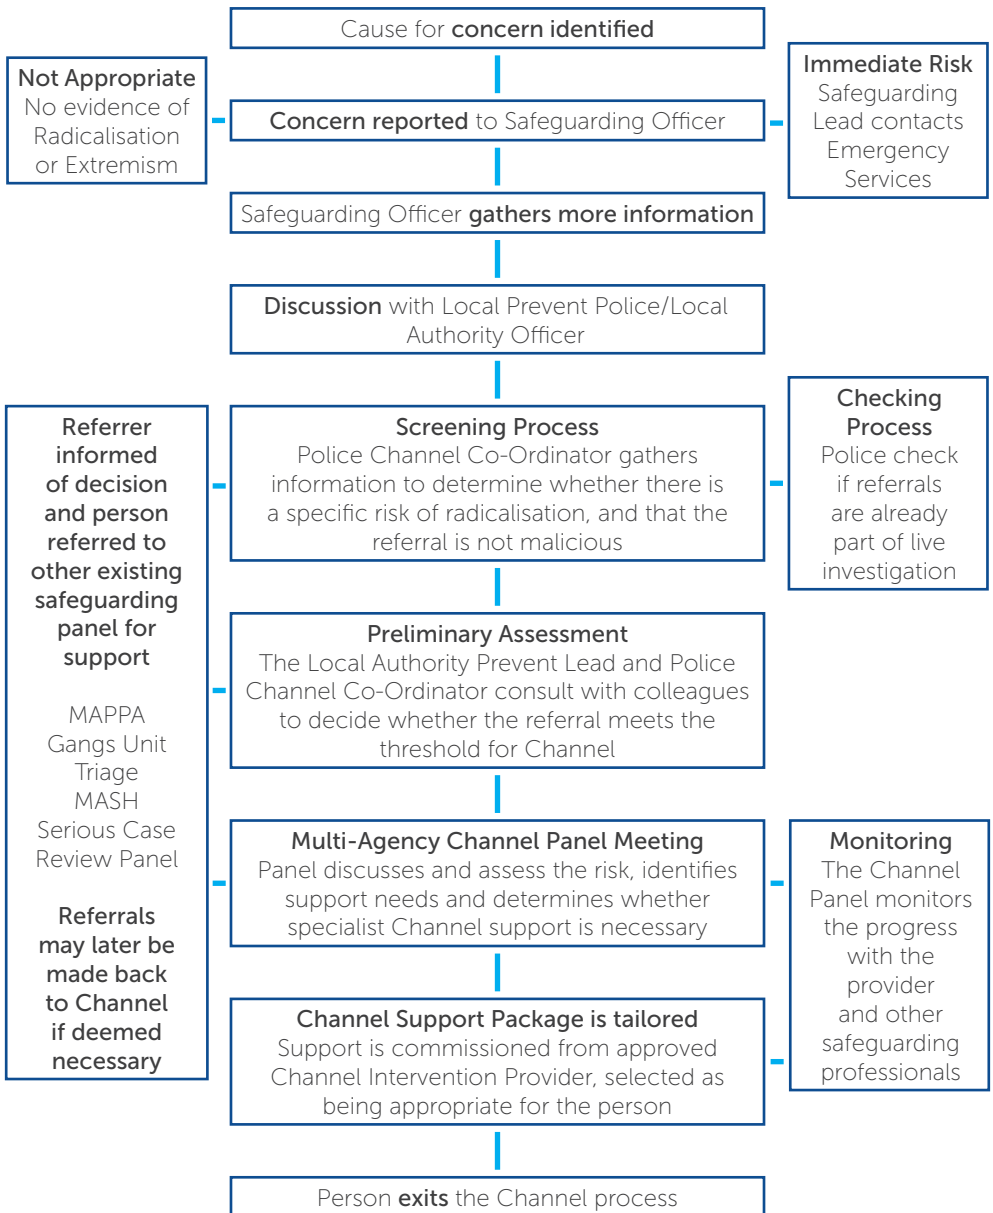 Cause for concern identified
Not Appropriate
No evidence of
Radicalisation
or Extremism
Concern reported to Safeguarding Officer
Immediate Risk
Safeguarding
Lead contacts
Emergency
Services
Safeguarding Officer gathers more information
Discussion with Local Prevent Police/Local
Authority Officer
Referrer
informed
of decision
and person
referred to
other existing
safeguarding
panel for
support
MAPPA
Gangs Unit
Triage
MASH
Serious Case
Review Panel
Referrals
may later be
made back
to Channel
if deemed
necessary
Screening Process
Police Channel Co-Ordinator gathers
information to determine whether there is
a specific risk of radicalisation, and that the
referral is not malicious
Checking
Process
Police check
if referrals
are already
part of live
investigation
Preliminary Assessment
The Local Authority Prevent Lead and Police
Channel Co-Ordinator consult with colleagues
to decide whether the referral meets the
threshold for Channel
Multi-Agency Channel Panel Meeting
Panel discusses and assess the risk, identifies
support needs and determines whether
specialist Channel support is necessary
Monitoring
The Channel
Panel monitors
the progress
with the
provider
and other
safeguarding
professionals
Channel Support Package is tailored
Support is commissioned from approved
Channel Intervention Provider, selected as
being appropriate for the person
Person exits the Channel process